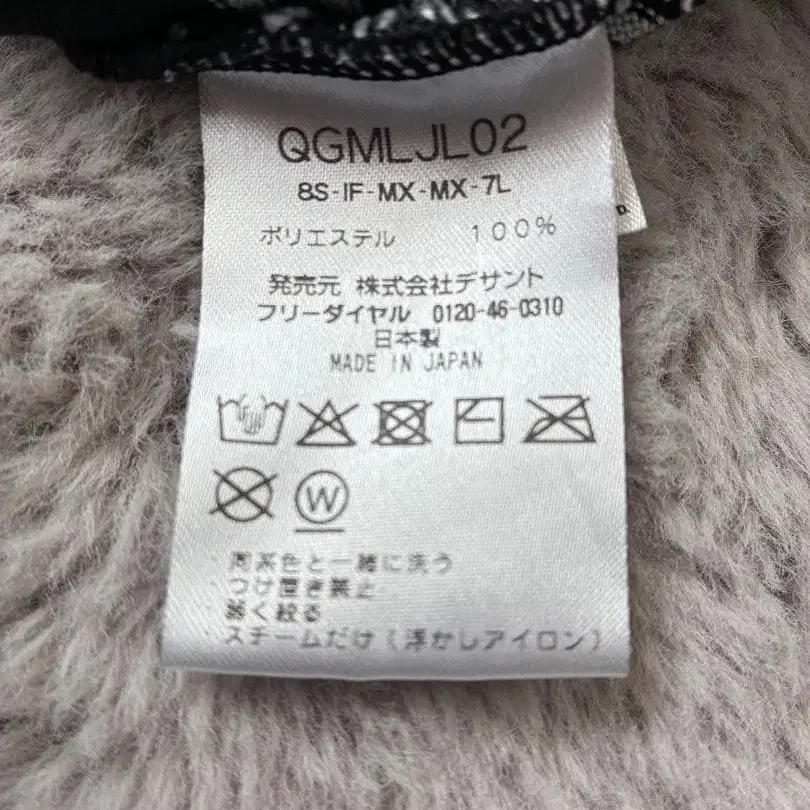 QGMLJL02
8S-IF-MX-MX-7L
ポリエステル 100%
発売元 株式会社デサント
フリーダイヤル 0120-46-0310
日本製
MADE IN JAPAN
W
・同系色と一緒に洗う
・つけ置き禁止
・弱く絞る
・スチームだけ(浮かしアイロン)